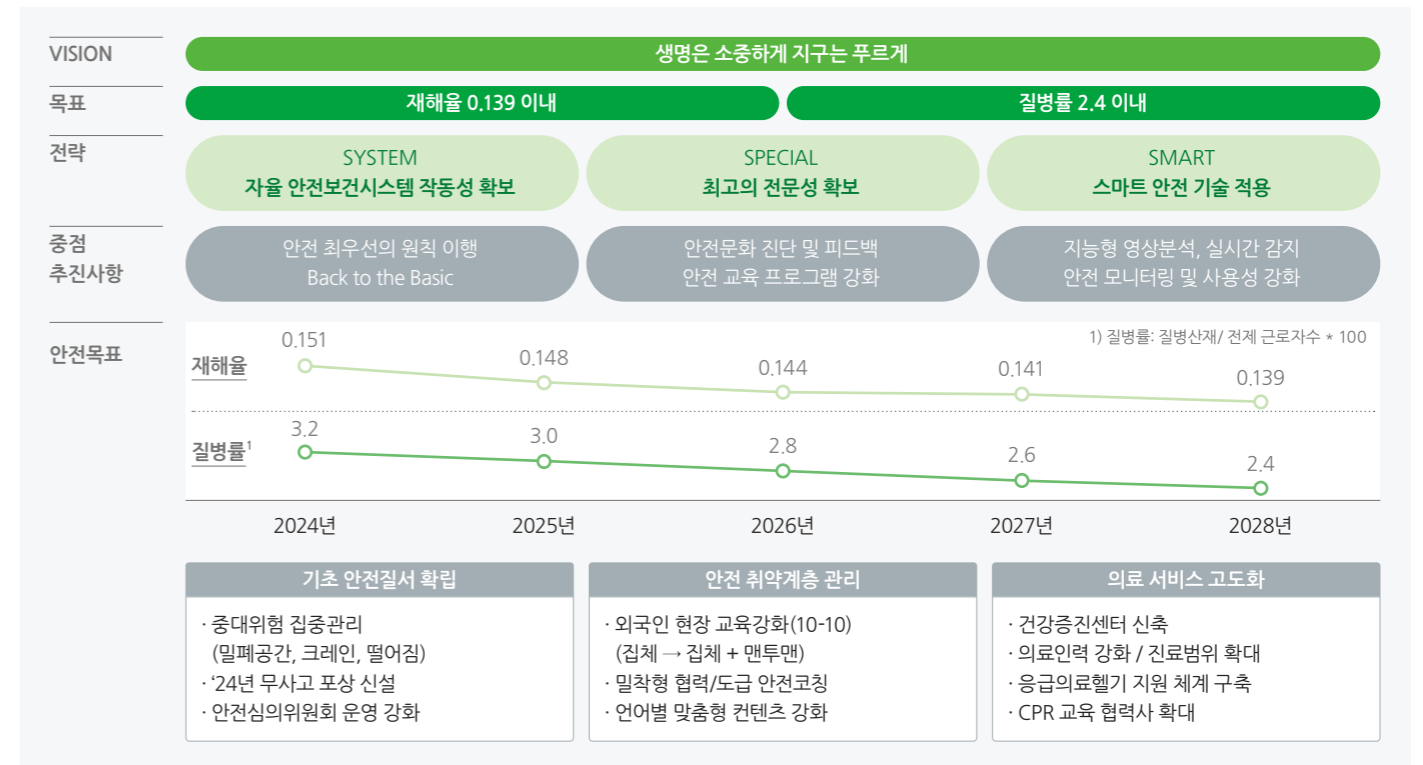 VISION
생명은 소중하게 지구는 푸르게
목표
재해율 0.139 이내
질병률 2.4 이내
전략
SYSTEM
자율 안전보건시스템 작동성 확보
SPECIAL
최고의 전문성 확보
SMART
스마트 안전 기술 적용
중점
추진사항
안전 최우선의 원칙 이행
Back to the Basic
안전문화 진단 및 피드백
안전 교육 프로그램 강화
지능형 영상분석, 실시간 감지
안전 모니터링 및 사용성 강화
안전목표
1) 질병률: 질병산재/ 전제 근로자수 * 100
재해율
0.151
0.148
0.144
0.141
0.139
질병률¹
3.2
3.0
2.8
2.6
2.4
2024년
2025년
2026년
2027년
2028년
기초 안전질서 확립
· 중대위험 집중관리
(밀폐공간, 크레인, 떨어짐)
· ‘24년 무사고 포상 신설
· 안전심의위원회 운영 강화
안전 취약계층 관리
· 외국인 현장 교육강화(10-10)
(집체 → 집체 + 맨투맨)
· 밀착형 협력/도급 안전코칭
· 언어별 맞춤형 컨텐츠 강화
의료 서비스 고도화
· 건강증진센터 신축
· 의료인력 강화 / 진료범위 확대
· 응급의료헬기 지원 체계 구축
· CPR 교육 협력사 확대